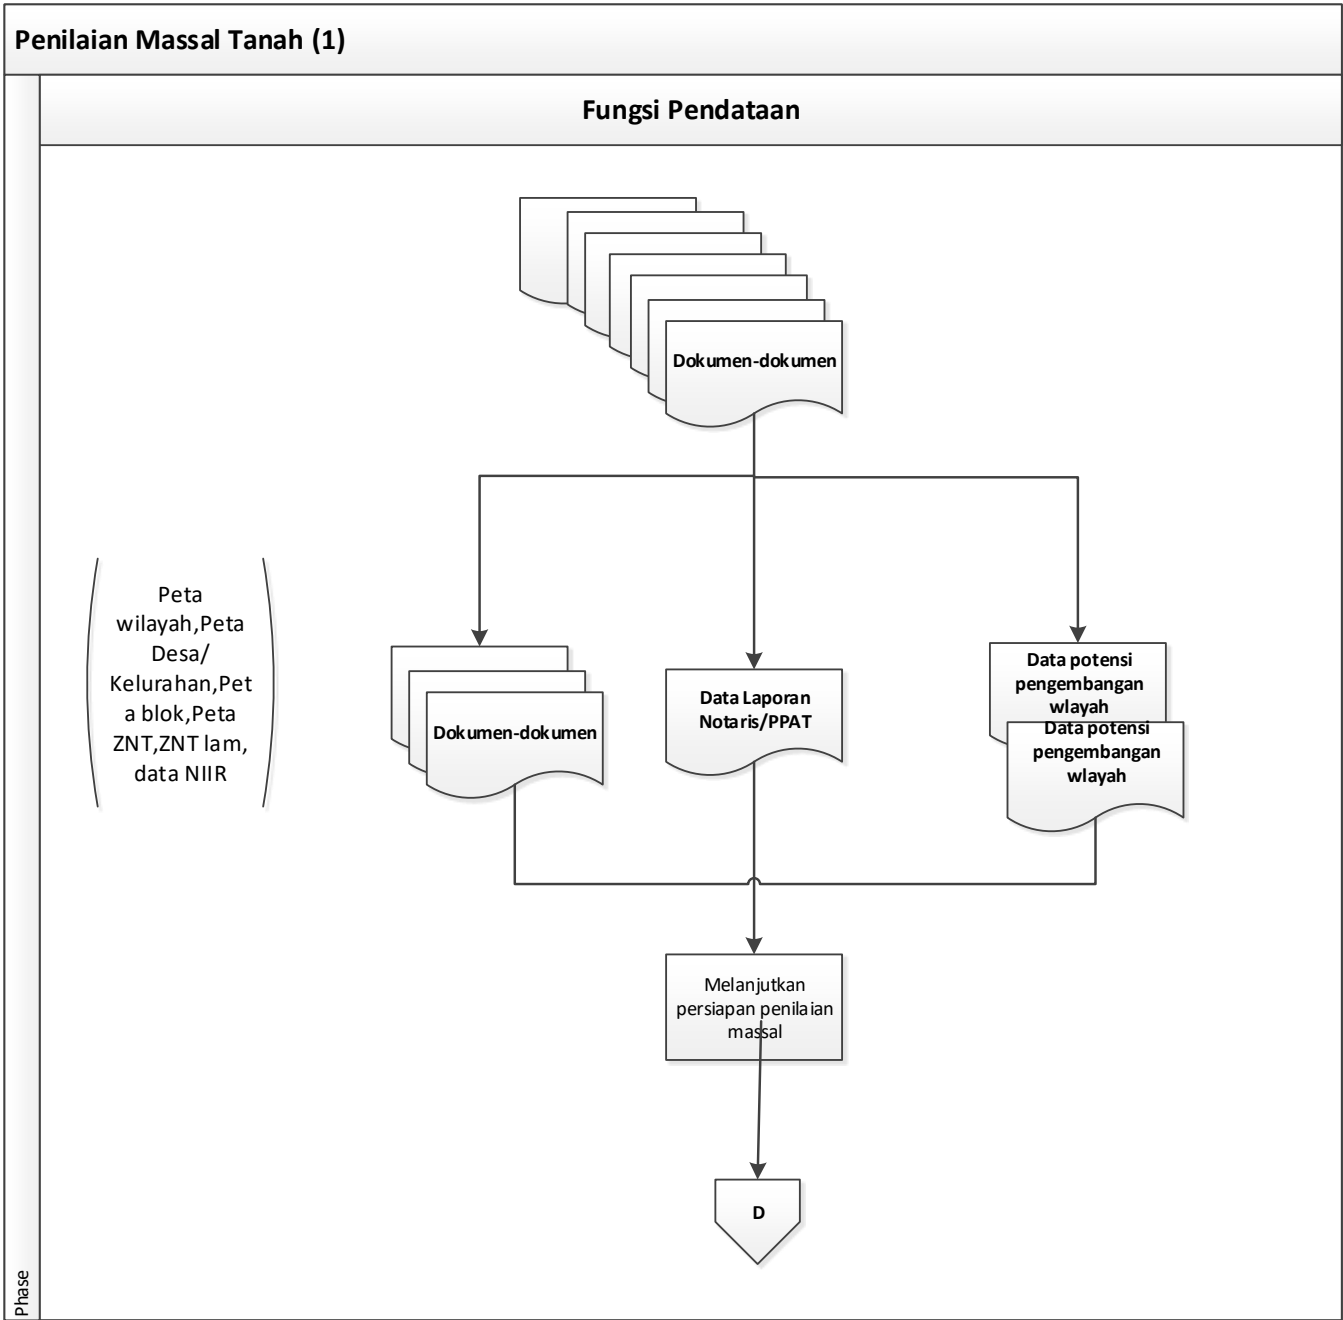 Penilaian Massal Tanah (1)
Fungsi Pendataan
Dokumen-dokumen
Peta
wilayah,Peta
Desa/
Kelurahan,Pet
a blok,Peta
ZNT,ZNT lam,
data NIIR
Dokumen-dokumen
Data Laporan
Notaris/PPAT
Data potensi
pengembangan
wlayah
Data potensi
pengembangan
wlayah
Melanjutkan
persiapan penilaian
massal
D
Phase